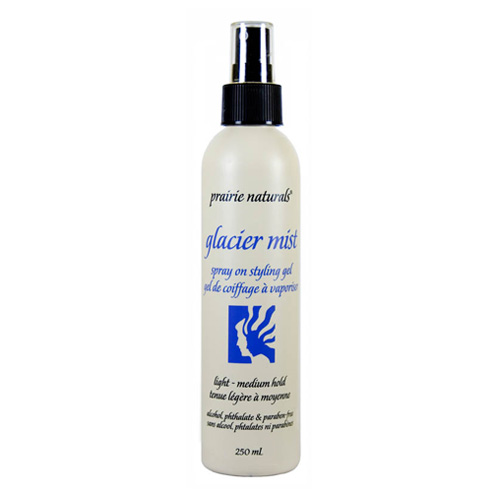 prairie naturals®
glacier mist
spray on styling gel
gel de coiffage à vaporiser
light - medium hold
tenue légère à moyenne
alcohol, phthalate & paraben-free
sans alcool, phtalates ni parabènes
250 mL